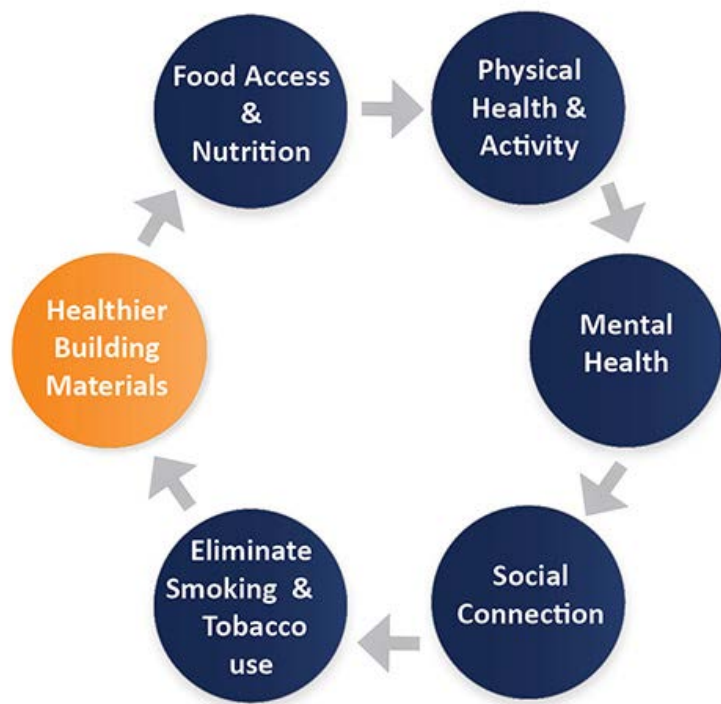 Food Access
&
Nutrition
Physical
Health &
Activity
Mental
Health
Social
Connection
Eliminate
Smoking &
Tobacco
use
Healthier
Building
Materials